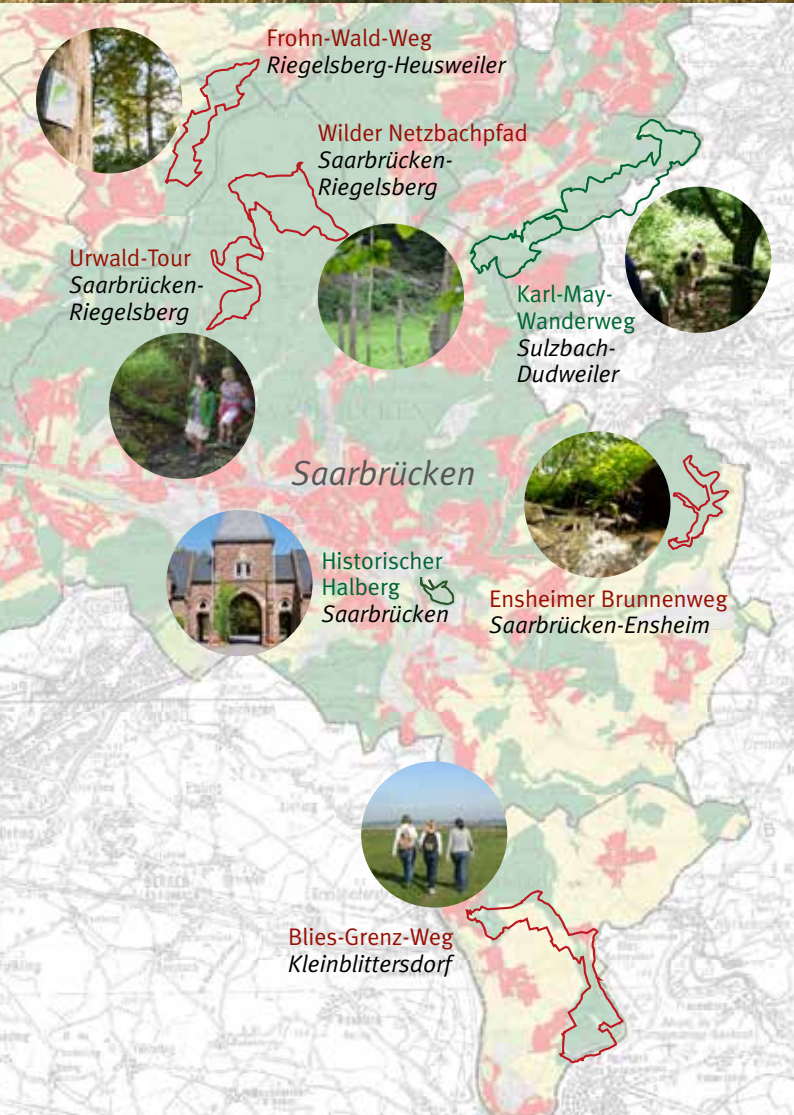 Frohn-Wald-Weg
Riegelsberg-Heusweiler
Wilder Netzbachpfad
Saarbrücken-
Riegelsberg
Urwald-Tour
Saarbrücken-
Riegelsberg
Karl-May-
Wanderweg
Sulzbach-
Dudweiler
Saarbrücken
Historischer
Halberg
Saarbrücken
Ensheimer Brunnenweg
Saarbrücken-Ensheim
Blies-Grenz-Weg
Kleinblittersdorf